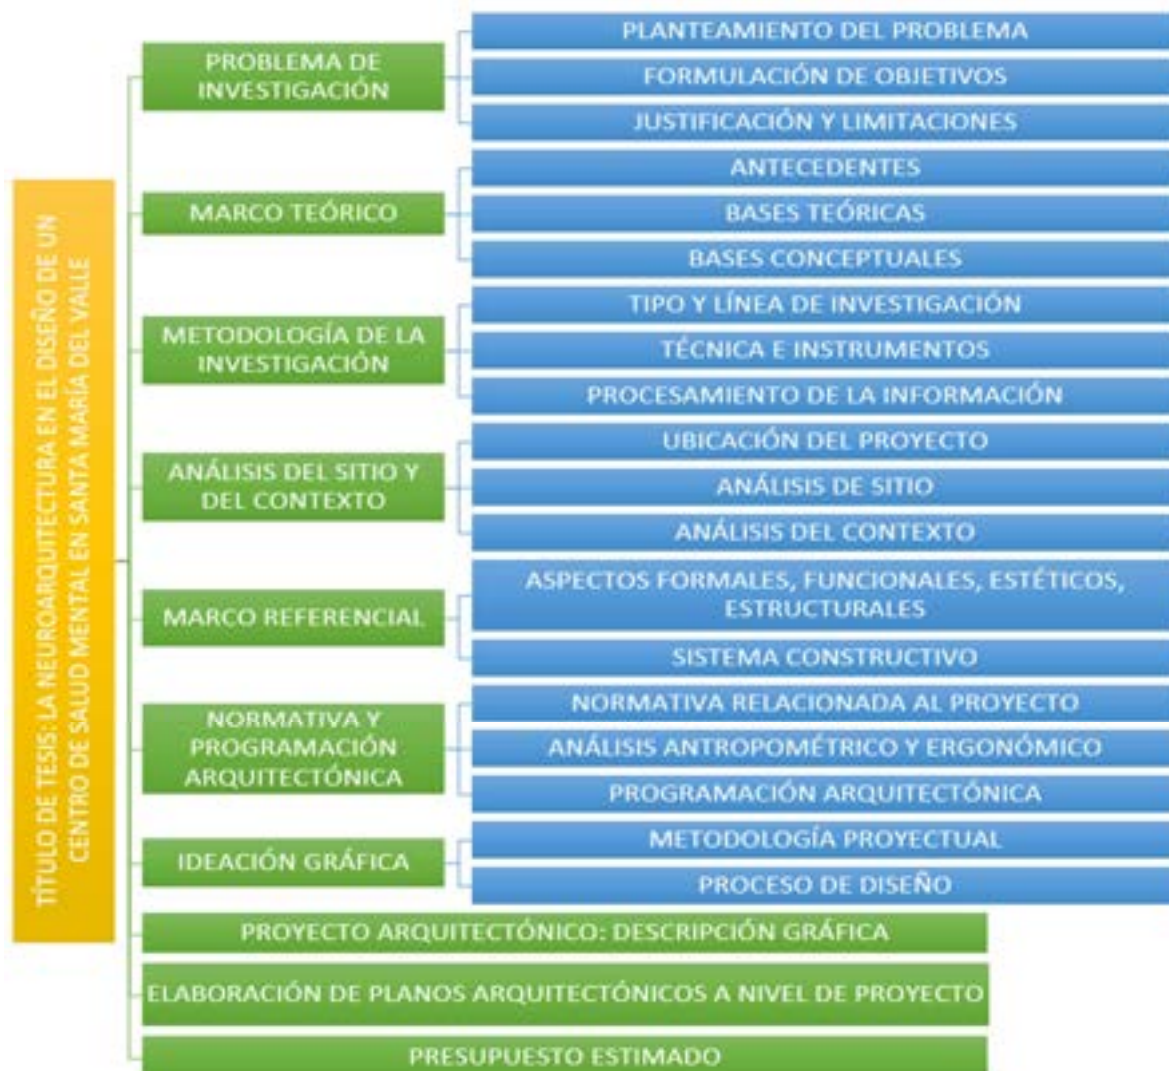 TÍTULO DE TESIS: LA NEUROARQUITECTURA EN EL DISEÑO DE UN
CENTRO DE SALUD MENTAL EN SANTA MARÍA DEL VALLE
PROBLEMA DE
INVESTIGACIÓN
PLANTEAMIENTO DEL PROBLEMA
FORMULACIÓN DE OBJETIVOS
JUSTIFICACIÓN Y LIMITACIONES
MARCO TEÓRICO
ANTECEDENTES
BASES TEÓRICAS
BASES CONCEPTUALES
METODOLOGÍA DE LA
INVESTIGACIÓN
TIPO Y LÍNEA DE INVESTIGACIÓN
TÉCNICA E INSTRUMENTOS
PROCESAMIENTO DE LA INFORMACIÓN
ANÁLISIS DEL SITIO Y
DEL CONTEXTO
UBICACIÓN DEL PROYECTO
ANÁLISIS DE SITIO
ANÁLISIS DEL CONTEXTO
MARCO REFERENCIAL
ASPECTOS FORMALES, FUNCIONALES, ESTÉTICOS,
ESTRUCTURALES
SISTEMA CONSTRUCTIVO
NORMATIVA Y
PROGRAMACIÓN
ARQUITECTÓNICA
NORMATIVA RELACIONADA AL PROYECTO
ANÁLISIS ANTROPOMÉTRICO Y ERGONÓMICO
PROGRAMACIÓN ARQUITECTÓNICA
IDEACIÓN GRÁFICA
METODOLOGÍA PROYECTUAL
PROCESO DE DISEÑO
PROYECTO ARQUITECTÓNICO: DESCRIPCIÓN GRÁFICA
ELABORACIÓN DE PLANOS ARQUITECTÓNICOS A NIVEL DE PROYECTO
PRESUPUESTO ESTIMADO